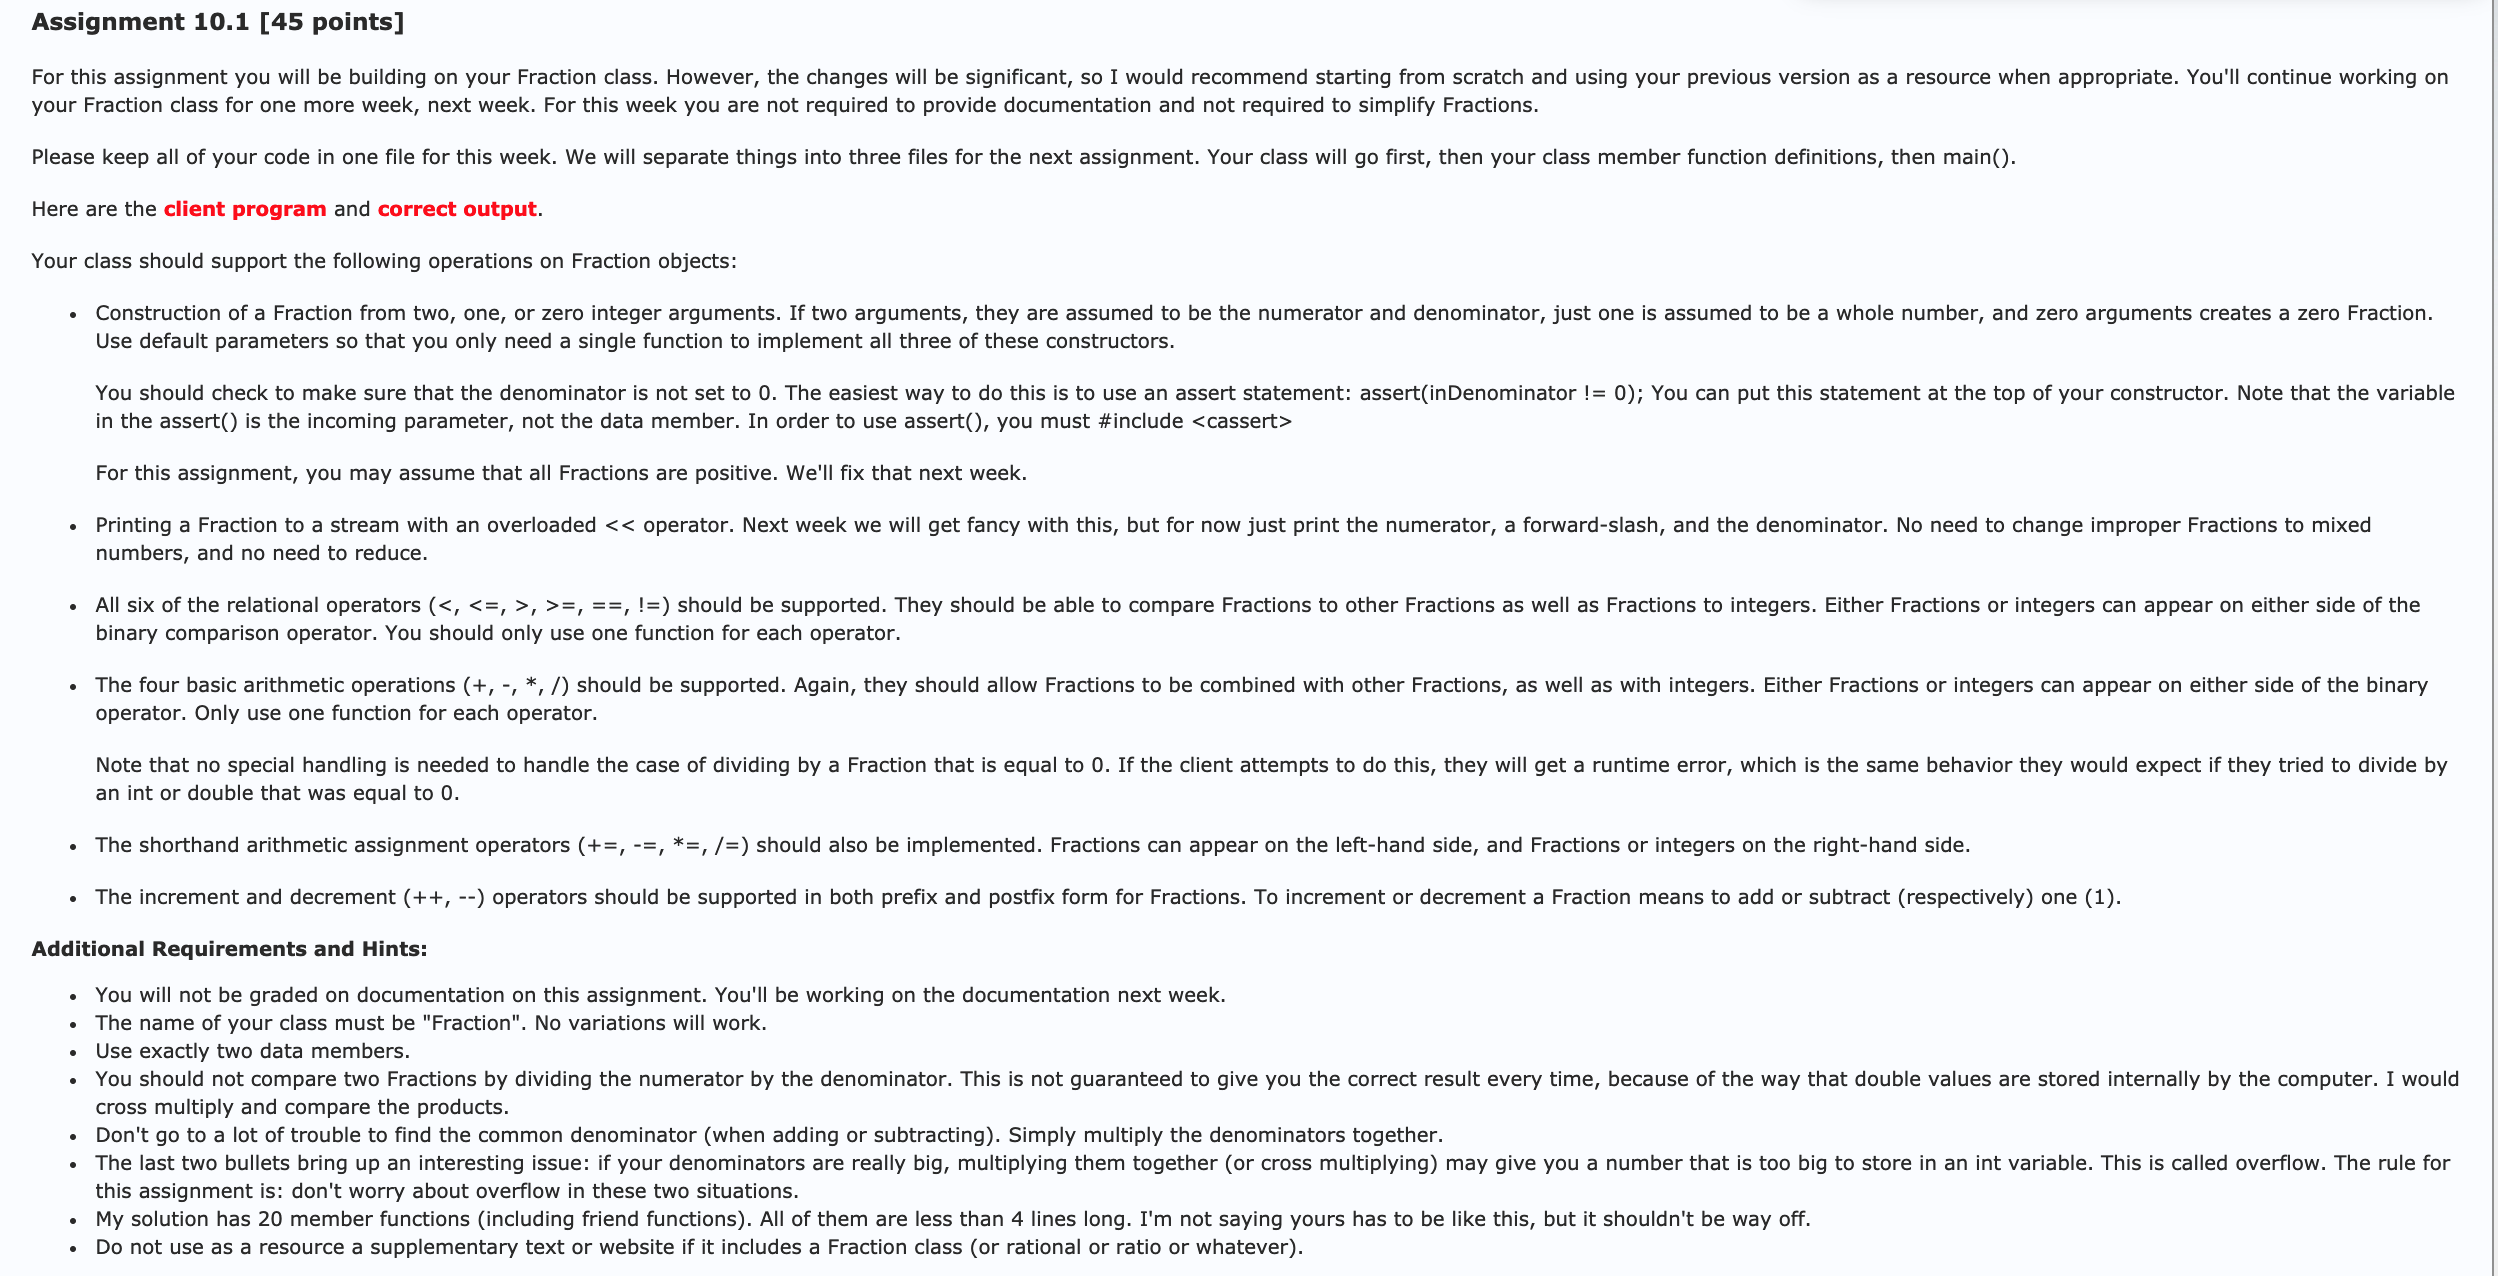 Assignment 10.1 [45 points]
For this assignment you will be building on your Fraction class. However, the changes will be significant, so I would recommend starting from scratch and using your previous version as a resource when appropriate. You'll continue working on
your Fraction class for one more week, next week. For this week you are not required to provide documentation and not required to simplify Fractions.
Please keep all of your code in one file for this week. We will separate things into three files for the next assignment. Your class will go first, then your class member function definitions, then main().
Here are the client program and correct output.
Your class should support the following operations on Fraction objects:
• Construction of a Fraction from two, one, or zero integer arguments. If two arguments, they are assumed to be the numerator and denominator, just one is assumed to be a whole number, and zero arguments creates a zero Fraction.
Use default parameters so that you only need a single function to implement all three of these constructors.
You should check to make sure that the denominator is not set to 0. The easiest way to do this is to use an assert statement: assert(inDenominator != 0); You can put this statement at the top of your constructor. Note that the variable
in the assert() is the incoming parameter, not the data member. In order to use assert(), you must #include <cassert>
For this assignment, you may assume that all Fractions are positive. We'll fix that next week.
• Printing a Fraction to a stream with an overloaded << operator. Next week we will get fancy with this, but for now just print the numerator, a forward-slash, and the denominator. No need to change improper Fractions to mixed
numbers, and no need to reduce.
• All six of the relational operators (<, <=, >, >=, ==, !=) should be supported. They should be able to compare Fractions to other Fractions as well as Fractions to integers. Either Fractions or integers can appear on either side of the
binary comparison operator. You should only use one function for each operator.
• The four basic arithmetic operations (+, -, *, /) should be supported. Again, they should allow Fractions to be combined with other Fractions, as well as with integers. Either Fractions or integers can appear on either side of the binary
operator. Only use one function for each operator.
Note that no special handling is needed to handle the case of dividing by a Fraction that is equal to 0. If the client attempts to do this, they will get a runtime error, which is the same behavior they would expect if they tried to divide by
an int or double that was equal to 0.
• The shorthand arithmetic assignment operators (+=, -=, *=, /=) should also be implemented. Fractions can appear on the left-hand side, and Fractions or integers on the right-hand side.
• The increment and decrement (++, --) operators should be supported in both prefix and postfix form for Fractions. To increment or decrement a Fraction means to add or subtract (respectively) one (1).
Additional Requirements and Hints:
• You will not be graded on documentation on this assignment. You'll be working on the documentation next week.
• The name of your class must be "Fraction". No variations will work.
• Use exactly two data members.
• You should not compare two Fractions by dividing the numerator by the denominator. This is not guaranteed to give you the correct result every time, because of the way that double values are stored internally by the computer. I would
cross multiply and compare the products.
• Don't go to a lot of trouble to find the common denominator (when adding or subtracting). Simply multiply the denominators together.
• The last two bullets bring up an interesting issue: if your denominators are really big, multiplying them together (or cross multiplying) may give you a number that is too big to store in an int variable. This is called overflow. The rule for
this assignment is: don't worry about overflow in these two situations.
• My solution has 20 member functions (including friend functions). All of them are less than 4 lines long. I'm not saying yours has to be like this, but it shouldn't be way off.
• Do not use as a resource a supplementary text or website if it includes a Fraction class (or rational or ratio or whatever).